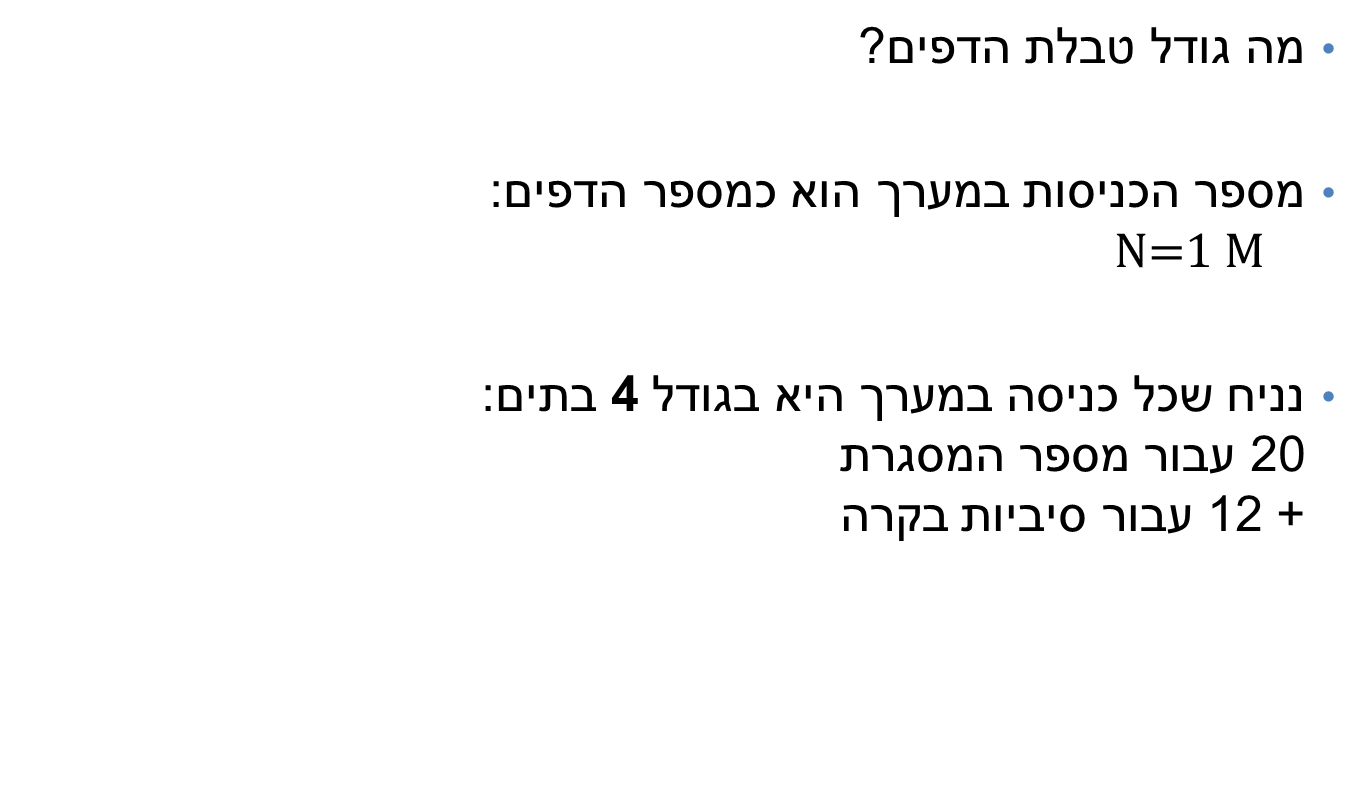 • מה גודל טבלת הדפים?
• מספר הכניסות במערך הוא כמספר הדפים:
N=1 M
• נניח שכל כניסה במערך היא בגודל 4 בתים:
20 עבור מספר המסגרת
+ 12 עבור סיביות בקרה